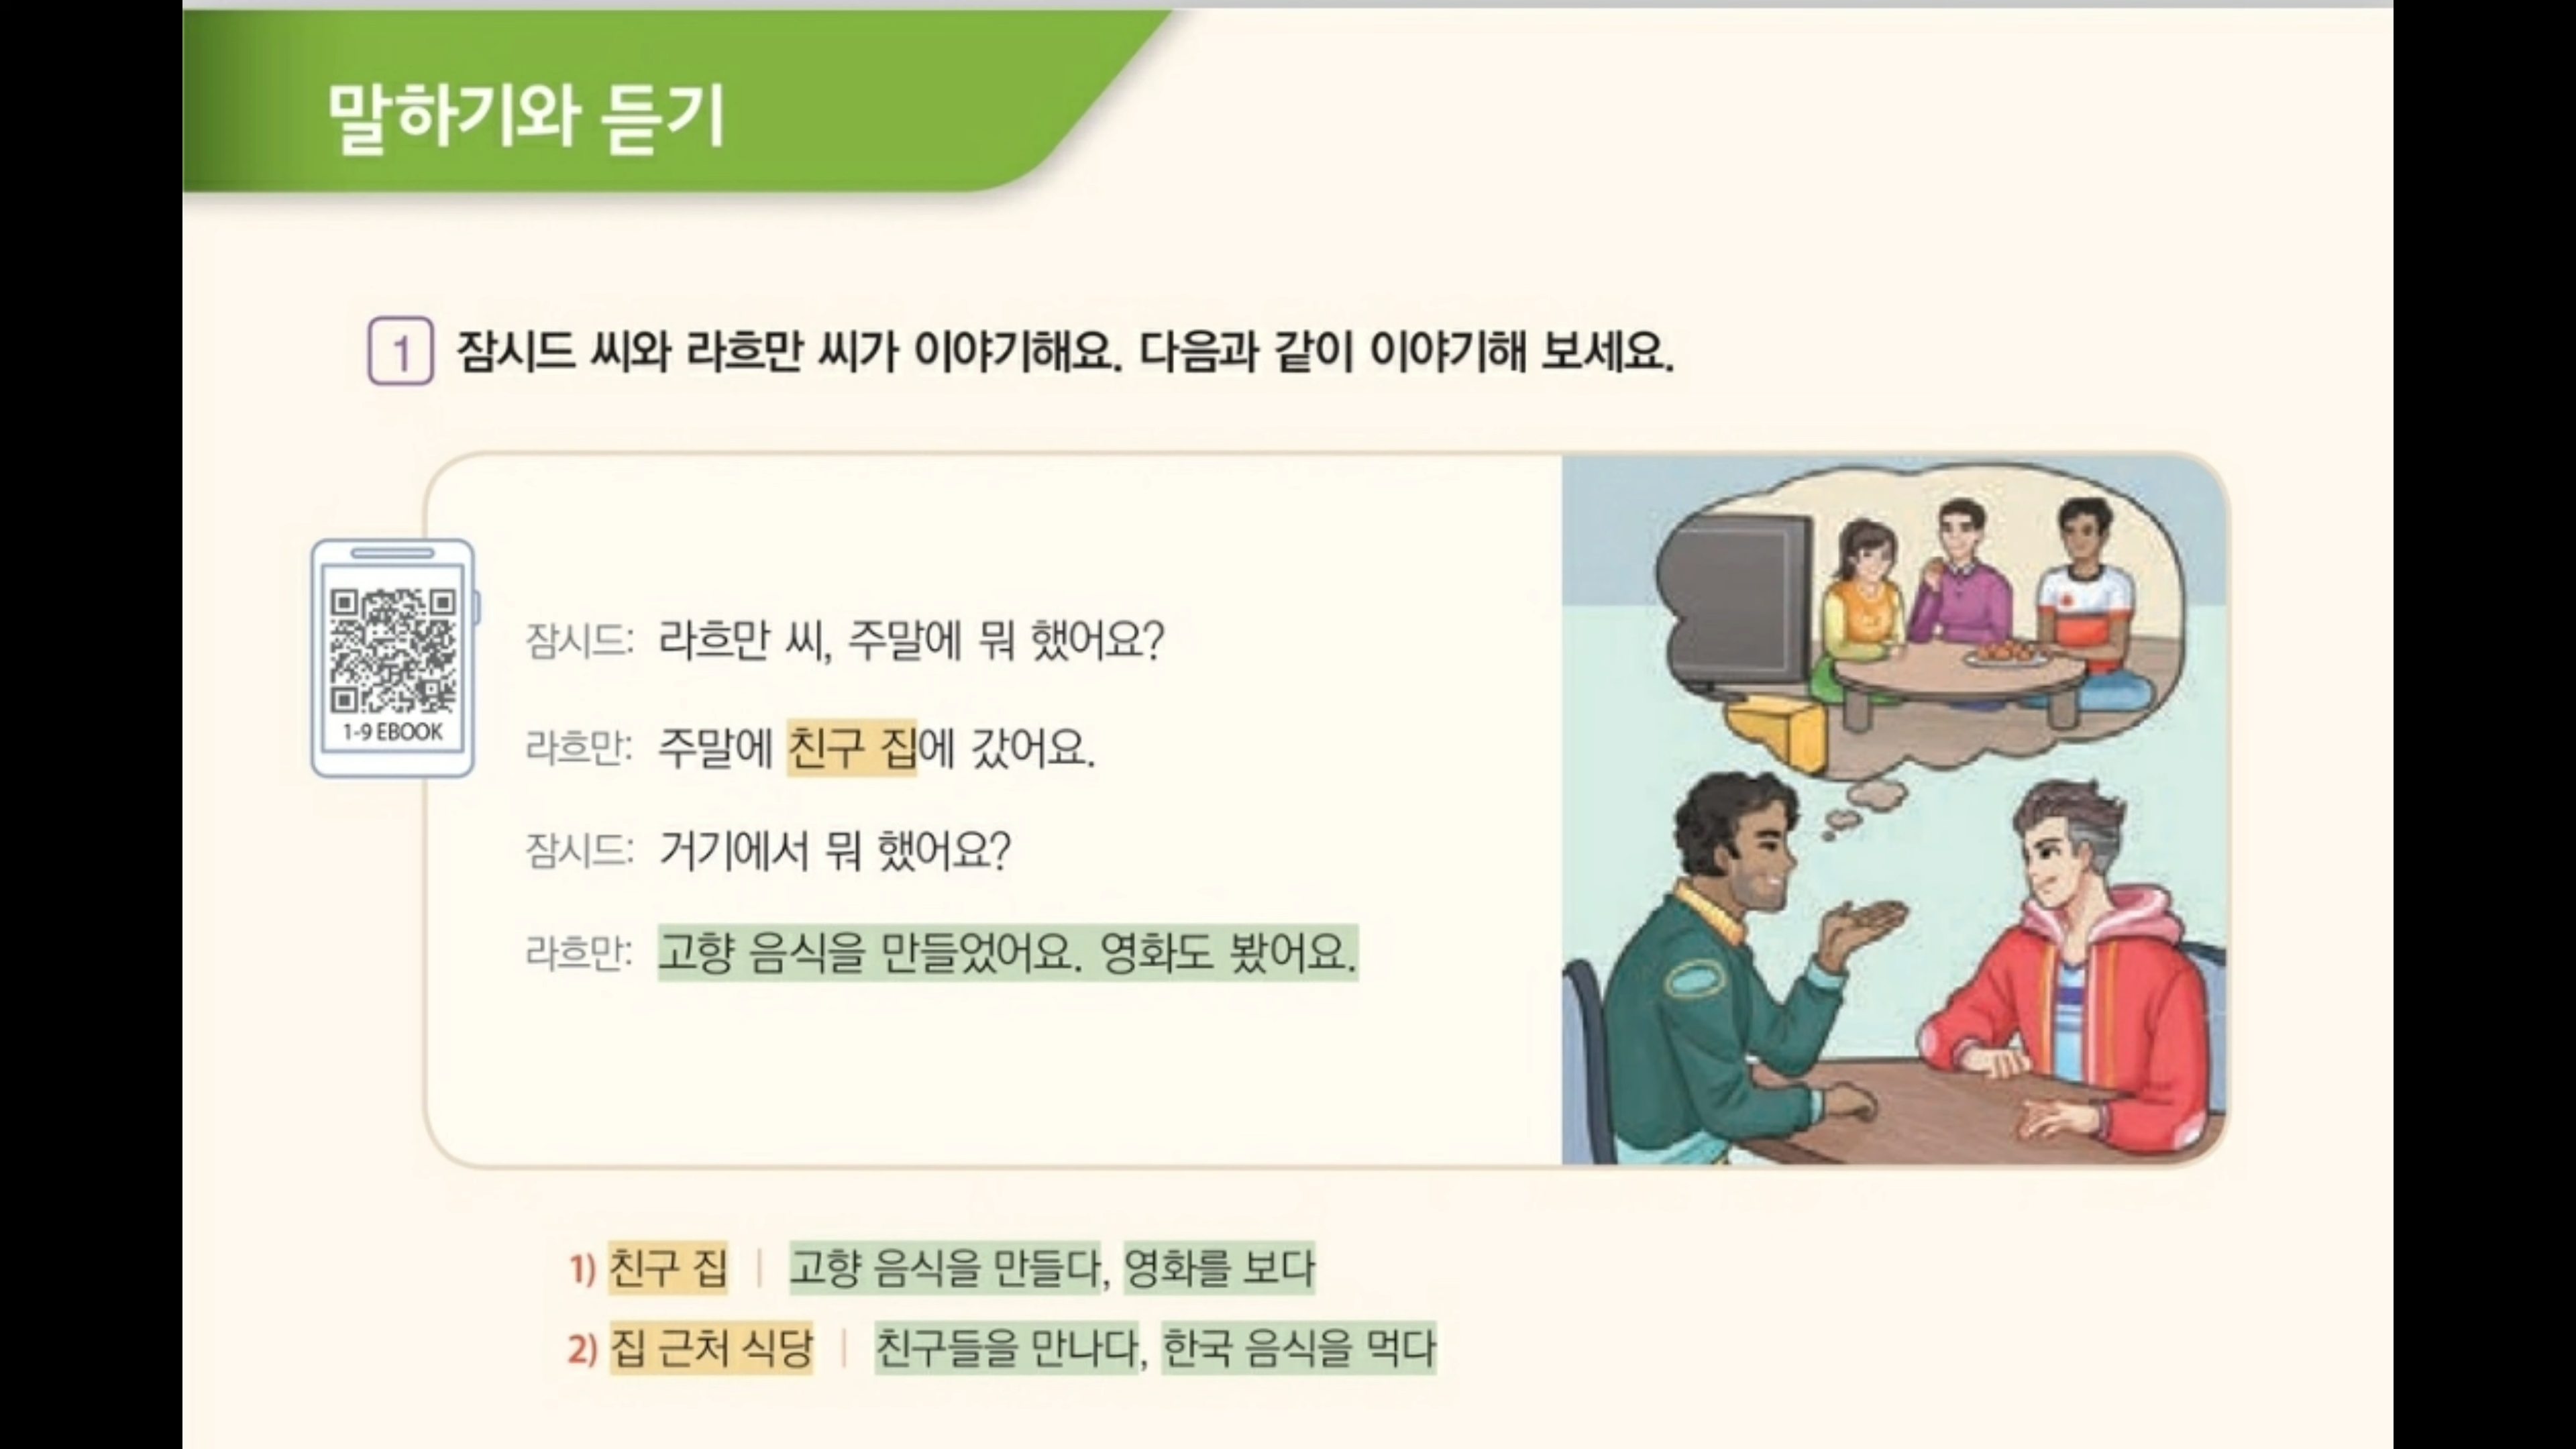 말하기와 듣기
1 잠시드 씨와 라흐만 씨가 이야기해요. 다음과 같이 이야기해 보세요.
1-9 EBOOK
잠시드: 라흐만 씨, 주말에 뭐 했어요?
라흐만: 주말에 친구 집에 갔어요.
잠시드: 거기에서 뭐 했어요?
라흐만: 고향 음식을 만들었어요. 영화도 봤어요.
1) 친구 집 | 고향 음식을 만들다, 영화를 보다
2) 집 근처 식당 | 친구들을 만나다, 한국 음식을 먹다